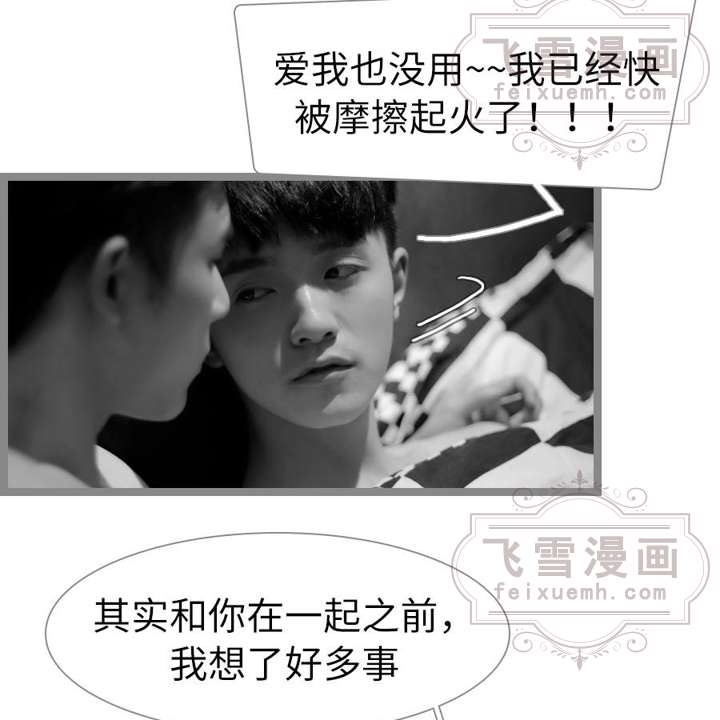 爱我也没用~~我已经快
被摩擦起火了！！！
飞雪漫画
feixuemh.com
其实和你在一起之前，
我想了好多事
飞雪漫画
feixuemh.com